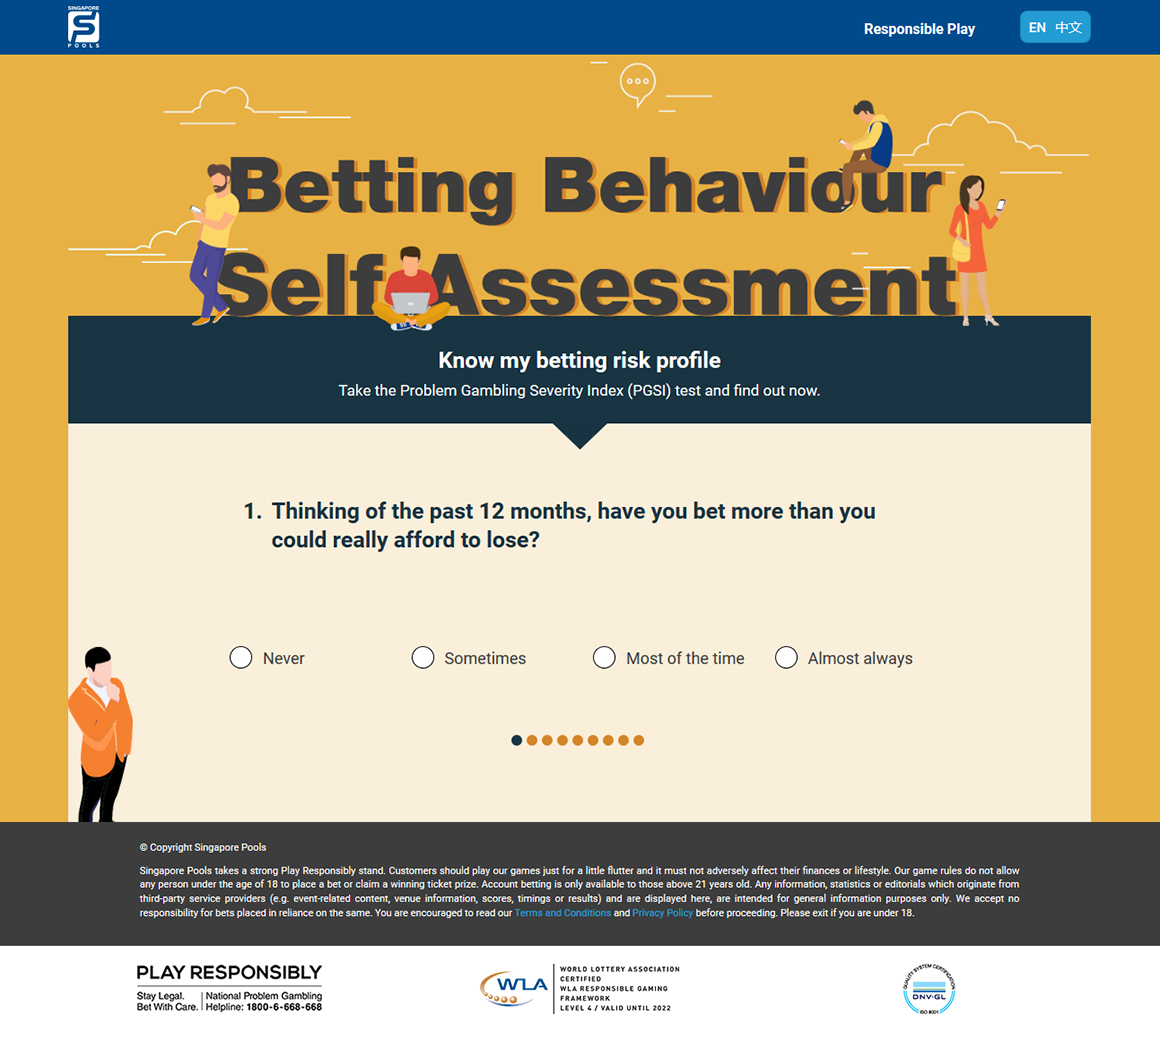 SINGAPORE
S
POOLS
Responsible Play
EN 中文
Betting Behaviour
Self Assessment
Know my betting risk profile
Take the Problem Gambling Severity Index (PGSI) test and find out now.
1. Thinking of the past 12 months, have you bet more than you
could really afford to lose?
Never Sometimes Most of the time Almost always
© Copyright Singapore Pools
Singapore Pools takes a strong Play Responsibly stand. Customers should play our games just for a little flutter and it must not adversely affect their finances or lifestyle. Our game rules do not allow
any person under the age of 18 to place a bet or claim a winning ticket prize. Account betting is only available to those above 21 years old. Any information, statistics or editorials which originate from
third-party service providers (e.g. event-related content, venue information, scores, timings or results) and are displayed here, are intended for general information purposes only. We accept no
responsibility for bets placed in reliance on the same. You are encouraged to read our Terms and Conditions and Privacy Policy before proceeding. Please exit if you are under 18.
PLAY RESPONSIBLY
Stay Legal. National Problem Gambling
Bet With Care. Helpline: 1800-6-668-668
WLA
WORLD LOTTERY ASSOCIATION
CERTIFIED
WLA RESPONSIBLE GAMING
FRAMEWORK
LEVEL 4 / VALID UNTIL 2022
QUALITY SYSTEM CERTIFICATION
DNV·GL
ISO 9001